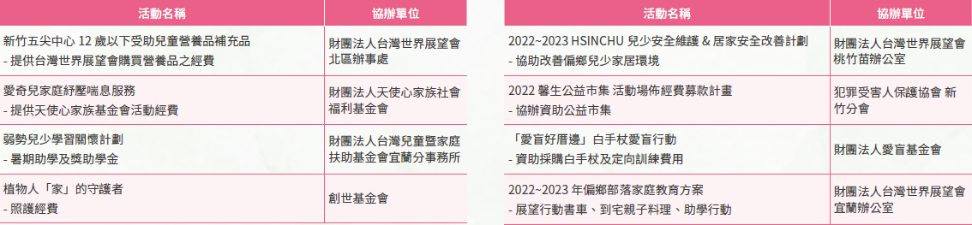 活動名稱
協辦單位
新竹五尖中心 12 歲以下受助兒童營養品補充品
- 提供台灣世界展望會購買營養品之經費
財團法人台灣世界展望會
北區辦事處
愛奇兒家庭紓壓喘息服務
- 提供天使心家族基金會活動經費
財團法人天使心家族社會
福利基金會
弱勢兒少學習關懷計劃
- 暑期助學及獎助學金
財團法人台灣兒童暨家庭
扶助基金會宜蘭分事務所
植物人「家」的守護者
- 照護經費
創世基金會
活動名稱
協辦單位
2022~2023 HSINCHU 兒少安全維護 & 居家安全改善計劃
- 協助改善偏鄉兒少家居環境
財團法人台灣世界展望會
桃竹苗辦公室
2022 馨生公益市集 活動場佈經費募款計畫
- 協辦資助公益市集
犯罪受害人保護協會 新
竹分會
「愛盲好厝邊」白手杖愛盲行動
- 資助採購白手杖及定向訓練費用
財團法人愛盲基金會
2022~2023 年偏鄉部落家庭教育方案
- 展望行動書車、到宅親子料理、助學行動
財團法人台灣世界展望會
宜蘭辦公室